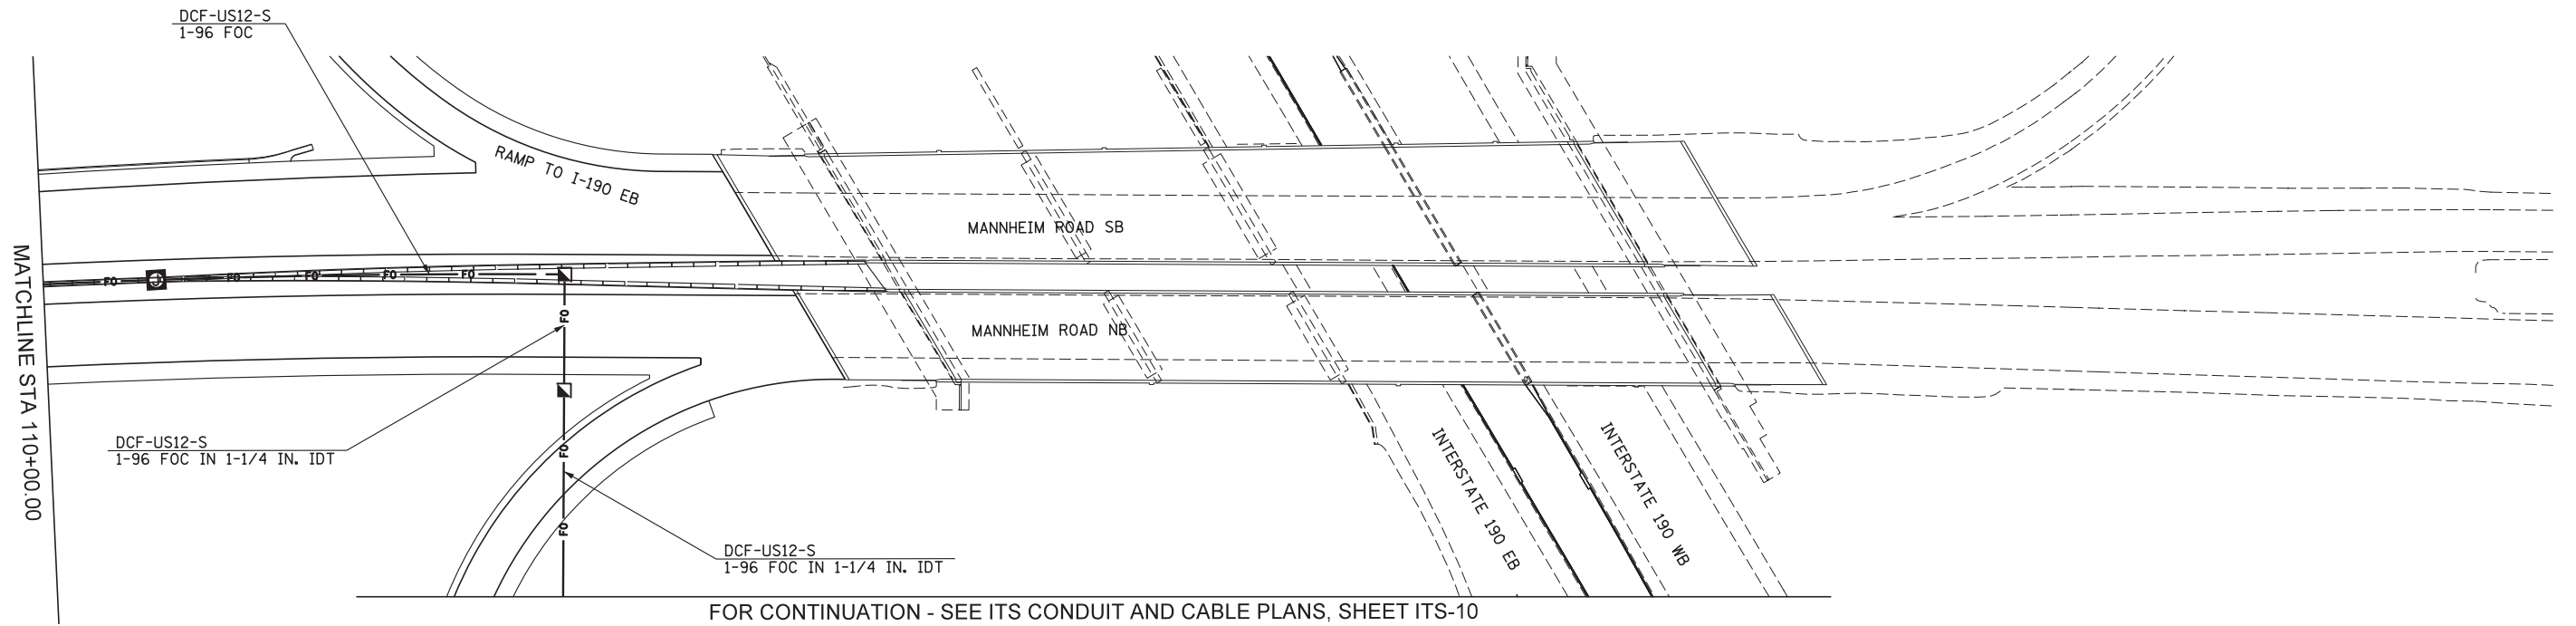 DCF-US12-S
1-96 FOC
RAMP TO I-190 EB
MANNHEIM ROAD SB
FO J FO FO FO FO
MATCHLINE STA 110+00.00
FO
MANNHEIM ROAD NB
DCF-US12-S
1-96 FOC IN 1-1/4 IN. IDT
FO
INTERSTATE 190 EB
INTERSTATE 190 WB
FO
DCF-US12-S
1-96 FOC IN 1-1/4 IN. IDT
FOR CONTINUATION - SEE ITS CONDUIT AND CABLE PLANS, SHEET ITS-10